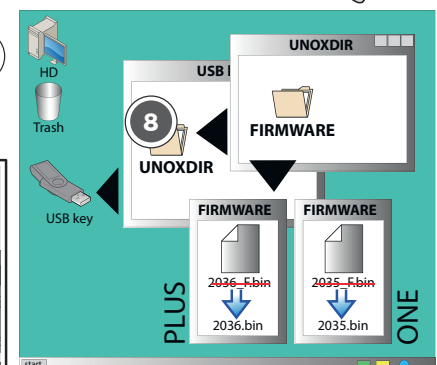 HD
Trash
USB key
USB
8
UNOXDIR
UNOXDIR
FIRMWARE
PLUS
FIRMWARE
2036_F.bin
2036.bin
FIRMWARE
2035_F.bin
2035.bin
ONE
start